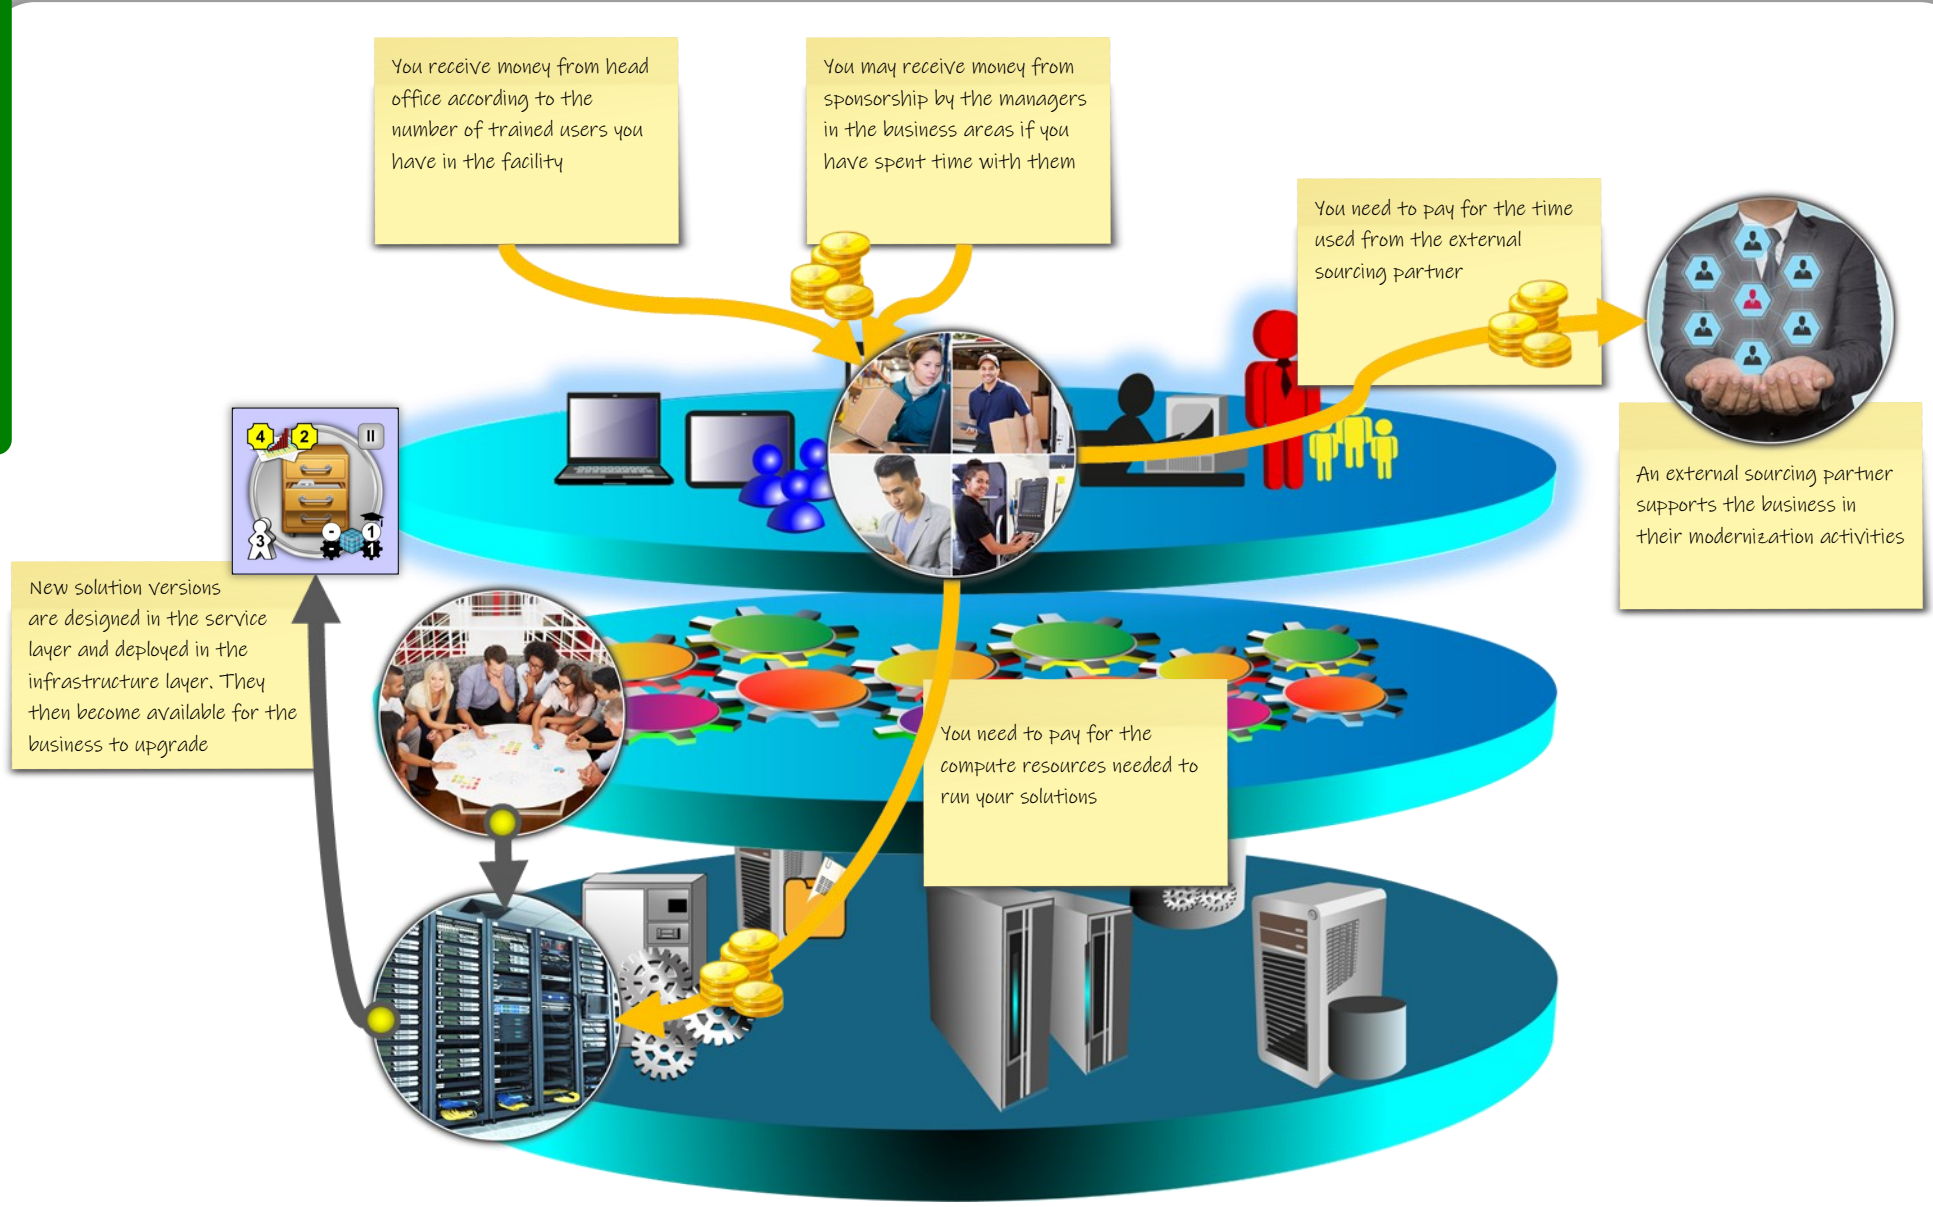 You receive money from head
office according to the
number of trained users you
have in the facility
You may receive money from
sponsorship by the managers
in the business areas if you
have spent time with them
You need to pay for the time
used from the external
sourcing partner
An external sourcing partner
supports the business in
their modernization activities
4 2 II
3 - 1
- 1
New solution versions
are designed in the service
layer and deployed in the
infrastructure layer. They
then become available for the
business to upgrade
You need to pay for the
compute resources needed to
run your solutions